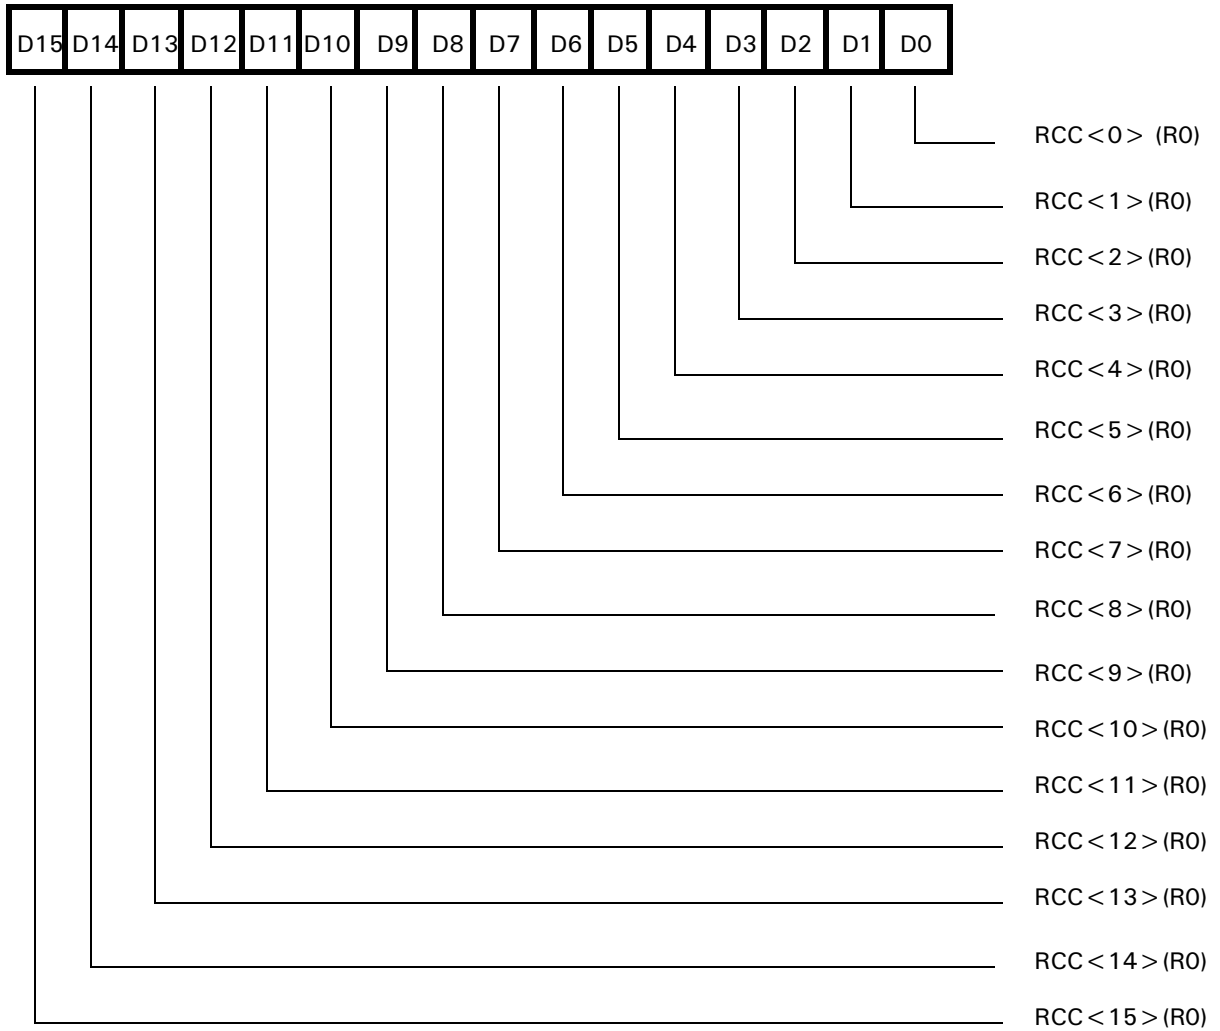 D15 D14 D13 D12 D11 D10 D9 D8 D7 D6 D5 D4 D3 D2 D1 D0
RCC<0> (R0)
RCC<1>(R0)
RCC<2>(R0)
RCC<3>(R0)
RCC<4>(R0)
RCC<5>(R0)
RCC<6>(R0)
RCC<7>(R0)
RCC<8>(R0)
RCC<9>(R0)
RCC<10>(R0)
RCC<11>(R0)
RCC<12>(R0)
RCC<13>(R0)
RCC<14>(R0)
RCC<15>(R0)